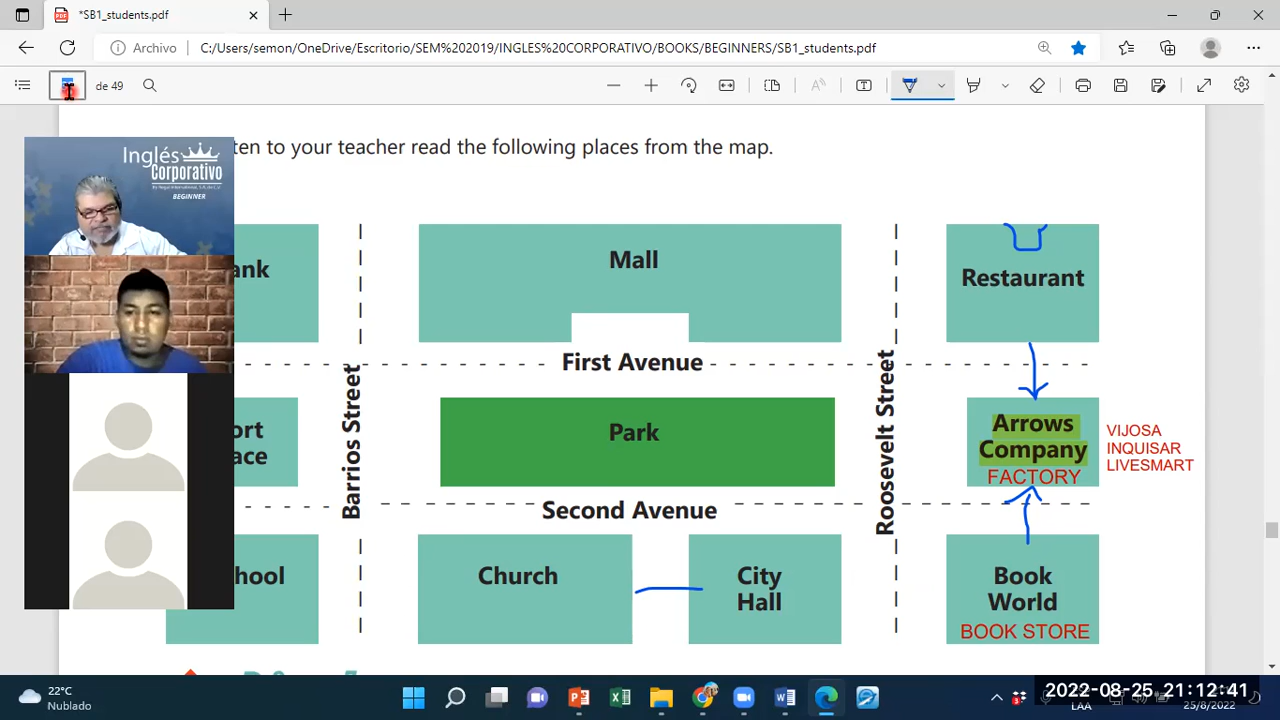 *SB1_students.pdf
Archivo
C:/Users/semon/OneDrive/Escritorio/SEM%202019/INGLES%20CORPORATIVO/BOOKS/BEGINNERS/SB1_students.pdf
de 49
ten to your teacher read the following places from the map.
Inglés
Corporativo
BEGINNER
ank
Mall
Restaurant
First Avenue
Barrios Street
Roosevelt Street
ort
ace
Park
Arrows
Company
FACTORY
VIJOSA
INQUISAR
LIVESMART
Second Avenue
hool
Church
City
Hall
Book
World
BOOK STORE
22°C
Nublado
LAA
2022-08-25 21:12:41
25/8/2022